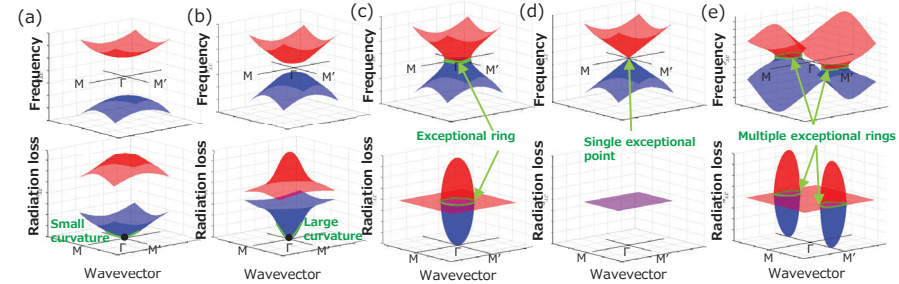 (a)
(b)
(c)
(d)
(e)
Frequency
Frequency
Frequency
Frequency
Frequency
M
Γ
M′
M
Γ
M′
M
Γ
M′
M
Γ
M′
M
Γ
M′
Exceptional ring
Single exceptional
point
Multiple exceptional rings
Radiation loss
Radiation loss
Radiation loss
Radiation loss
Radiation loss
Small
curvature
Large
curvature
M
Γ
M′
M
Γ
M′
M
Γ
M′
M
Γ
M′
M
Γ
M′
Wavevector
Wavevector
Wavevector
Wavevector
Wavevector